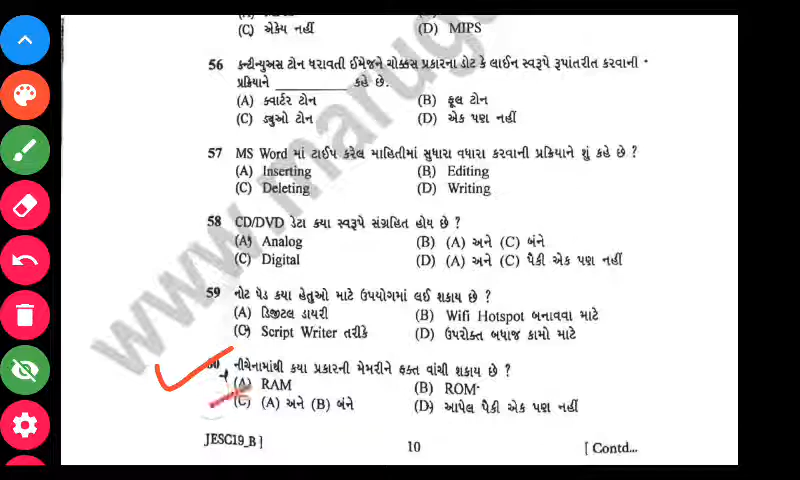 (C) એકેય નહીં (D) MIPS
56 કન્ટીન્યુઅસ ટોન ધરાવતી ઈમેજને ચોક્કસ પ્રકારના ડોટ કે લાઈન સ્વરૂપે રૂપાંતરીત કરવાની
પ્રક્રિયાને __________ કહે છે.
(A) ક્વાર્ટર ટોન (B) ફૂલ ટોન
(C) ડ્યુઓ ટોન (D) એક પણ નહીં
57 MS Word માં ટાઈપ કરેલ માહિતીમાં સુધારા વધારા કરવાની પ્રક્રિયાને શું કહે છે ?
(A) Inserting (B) Editing
(C) Deleting (D) Writing
58 CD/DVD ડેટા ક્યા સ્વરૂપે સંગ્રહિત હોય છે ?
(A) Analog (B) (A) અને (C) બંને
(C) Digital (D) (A) અને (C) પૈકી એક પણ નહીં
59 નોટ પેડ ક્યા હેતુઓ માટે ઉપયોગમાં લઈ શકાય છે ?
(A) ડિજીટલ ડાયરી (B) Wifi Hotspot બનાવવા માટે
(C) Script Writer તરીકે (D) ઉપરોક્ત બધાજ કામો માટે
60 નીચેનામાંથી ક્યા પ્રકારની મેમરીને ફક્ત વાંચી શકાય છે ?
(A) RAM (B) ROM
(C) (A) અને (B) બંને (D) આપેલ પૈકી એક પણ નહીં
JESC19_B ] 10 [ Contd...